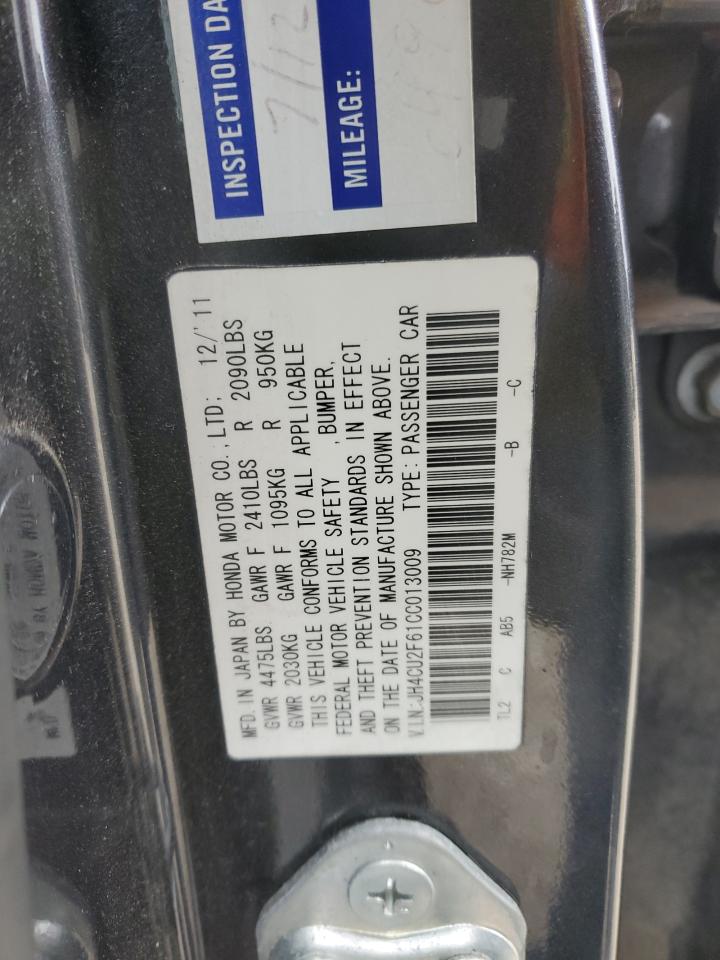 INSPECTION DA
7/12
MILEAGE:
MFD. IN JAPAN BY HONDA MOTOR CO.,LTD; 12/'11
GVWR 4475LBS GAWR F 2410LBS R 2090LBS
GVWR 2030KG GAWR F 1095KG R 950KG
THIS VEHICLE CONFORMS TO ALL APPLICABLE
FEDERAL MOTOR VEHICLE SAFETY ,BUMPER,
AND THEFT PREVENTION STANDARDS IN EFFECT
ON THE DATE OF MANUFACTURE SHOWN ABOVE.
V.I.N:JH4CU2F61CC013009 TYPE:PASSENGER CAR
TL2 C AB5 -NH782M -B -C